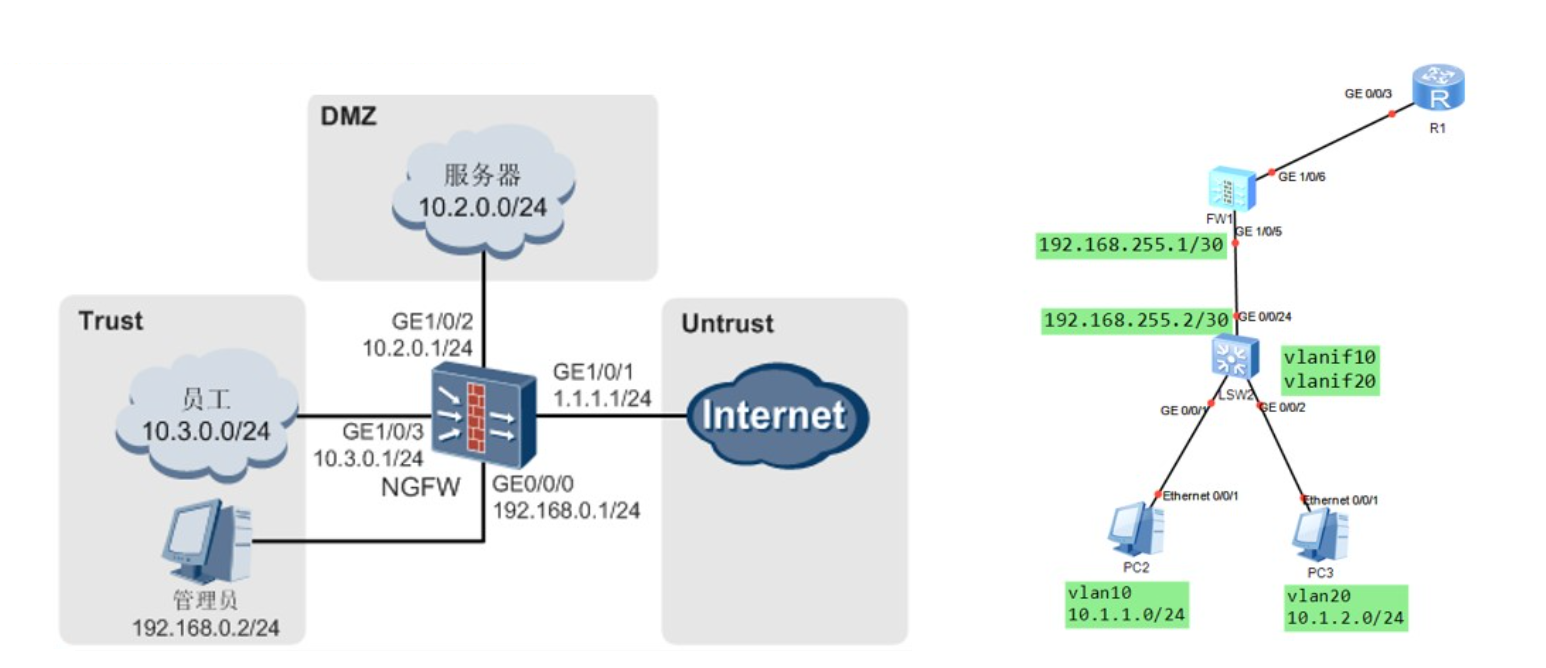 DMZ
服务器
10.2.0.0/24
GE1/0/2
10.2.0.1/24
Trust
员工
10.3.0.0/24
GE1/0/3
10.3.0.1/24
NGFW
GE1/0/1
1.1.1.1/24
Untrust
Internet
GE0/0/0
192.168.0.1/24
管理员
192.168.0.2/24
GE 0/0/3
R
R1
GE 1/0/6
FW1
GE 1/0/5
192.168.255.1/30
192.168.255.2/30
GE 0/0/24
vlanif10
vlanif20
LSW2
GE 0/0/1
GE 0/0/2
Ethernet 0/0/1
Ethernet 0/0/1
PC2
PC3
vlan10
10.1.1.0/24
vlan20
10.1.2.0/24